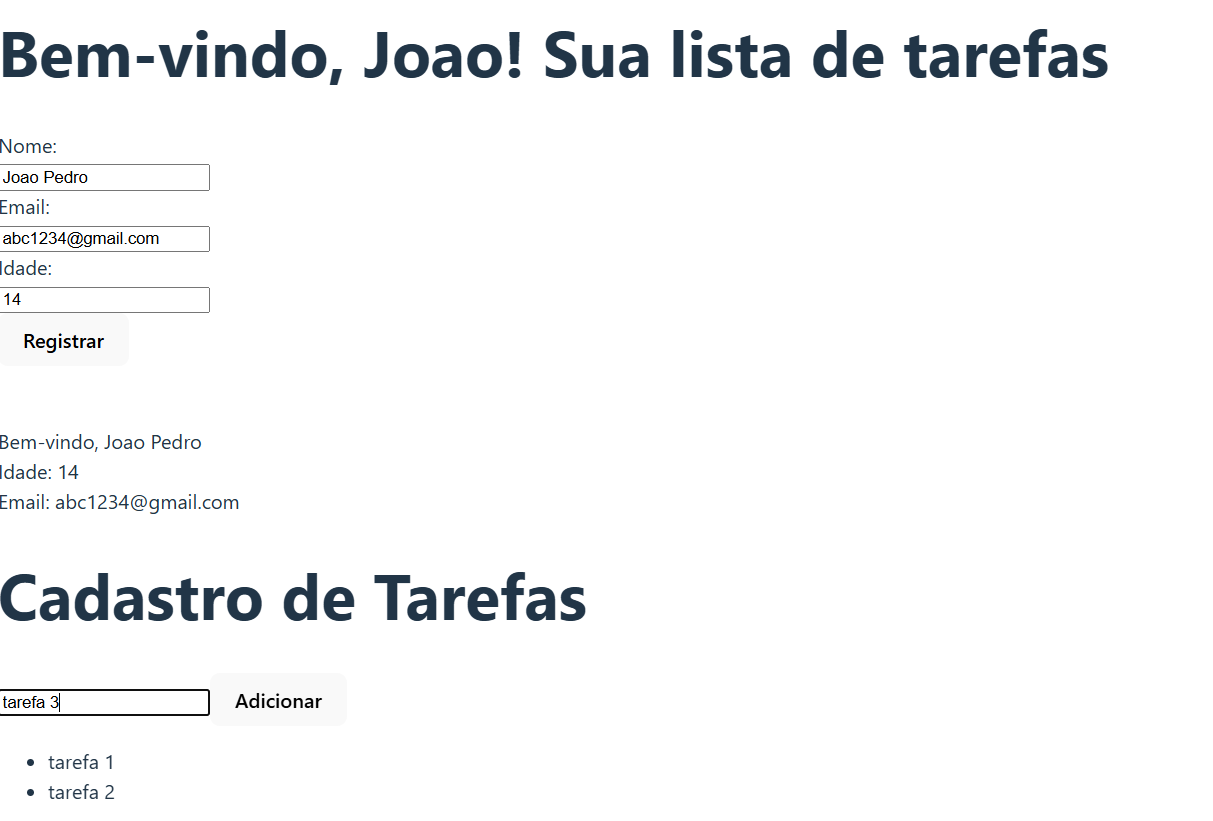 Bem-vindo, Joao! Sua lista de tarefas
Nome:
Joao Pedro
Email:
abc1234@gmail.com
Idade:
14
Registrar
Bem-vindo, Joao Pedro
Idade: 14
Email: abc1234@gmail.com
Cadastro de Tarefas
tarefa 3 Adicionar
• tarefa 1
• tarefa 2